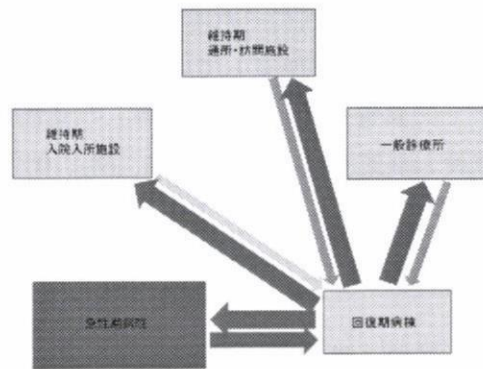 維持期
通所・訪問施設
維持期
入院入所施設
一般診療所
急性期病性
回復期病棟